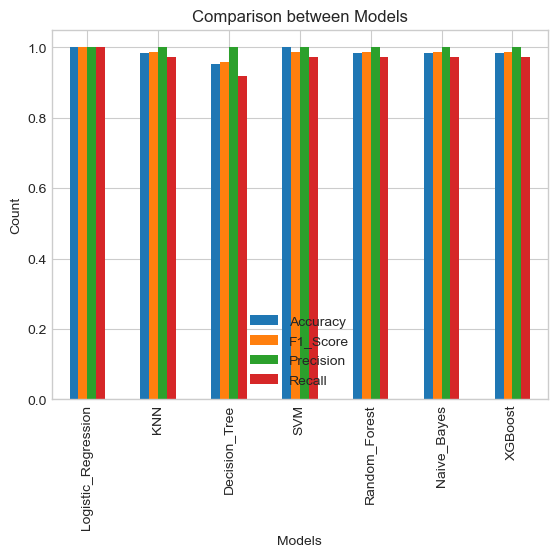 Comparison between Models
1.0
0.8
0.6
0.4
0.2
0.0
Count
Accuracy
F1_Score
Precision
Recall
Logistic_Regression
KNN
Decision_Tree
SVM
Random_Forest
Naive_Bayes
XGBoost
Models